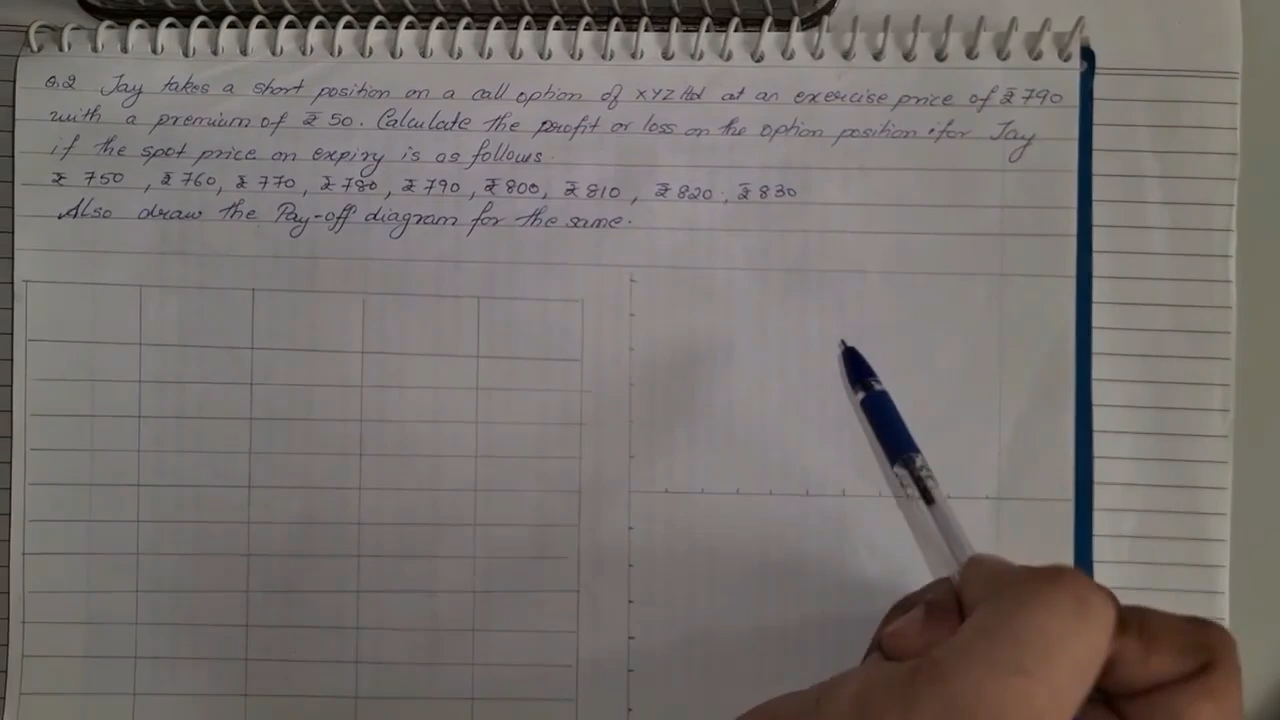 Q.2 Jay takes a short position on a call option of XYZ ltd at an exercise price of ₹ 790
with a premium of ₹ 50. Calculate the profit or loss on the option position for Jay
if the spot price on expiry is as follows.
₹ 750, ₹ 760, ₹ 770, ₹ 780, ₹ 790, ₹ 800, ₹ 810, ₹ 820, ₹ 830
Also draw the Pay-off diagram for the same.